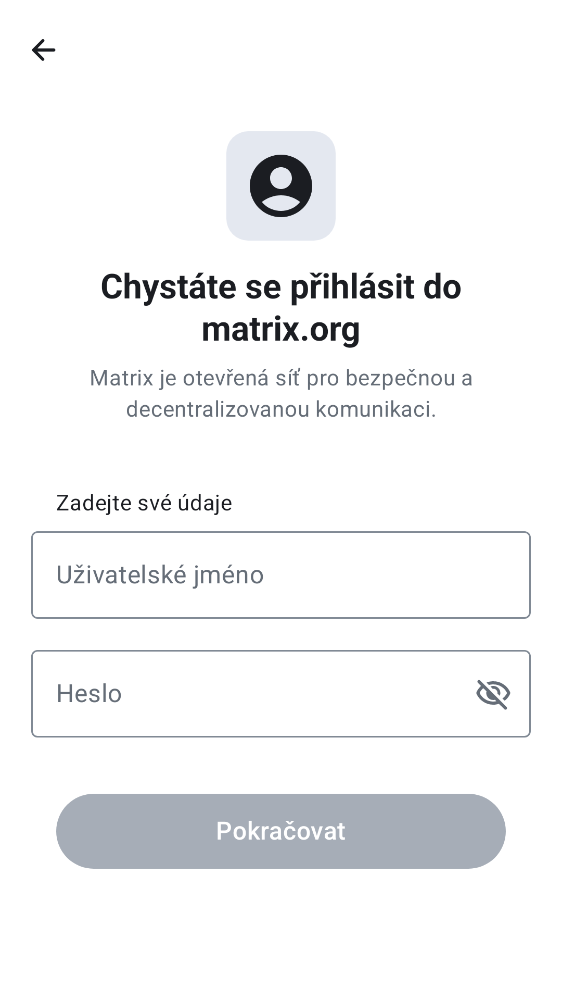 Chystáte se přihlásit do
matrix.org
Matrix je otevřená síť pro bezpečnou a
decentralizovanou komunikaci.
Zadejte své údaje
Uživatelské jméno
Heslo
Pokračovat